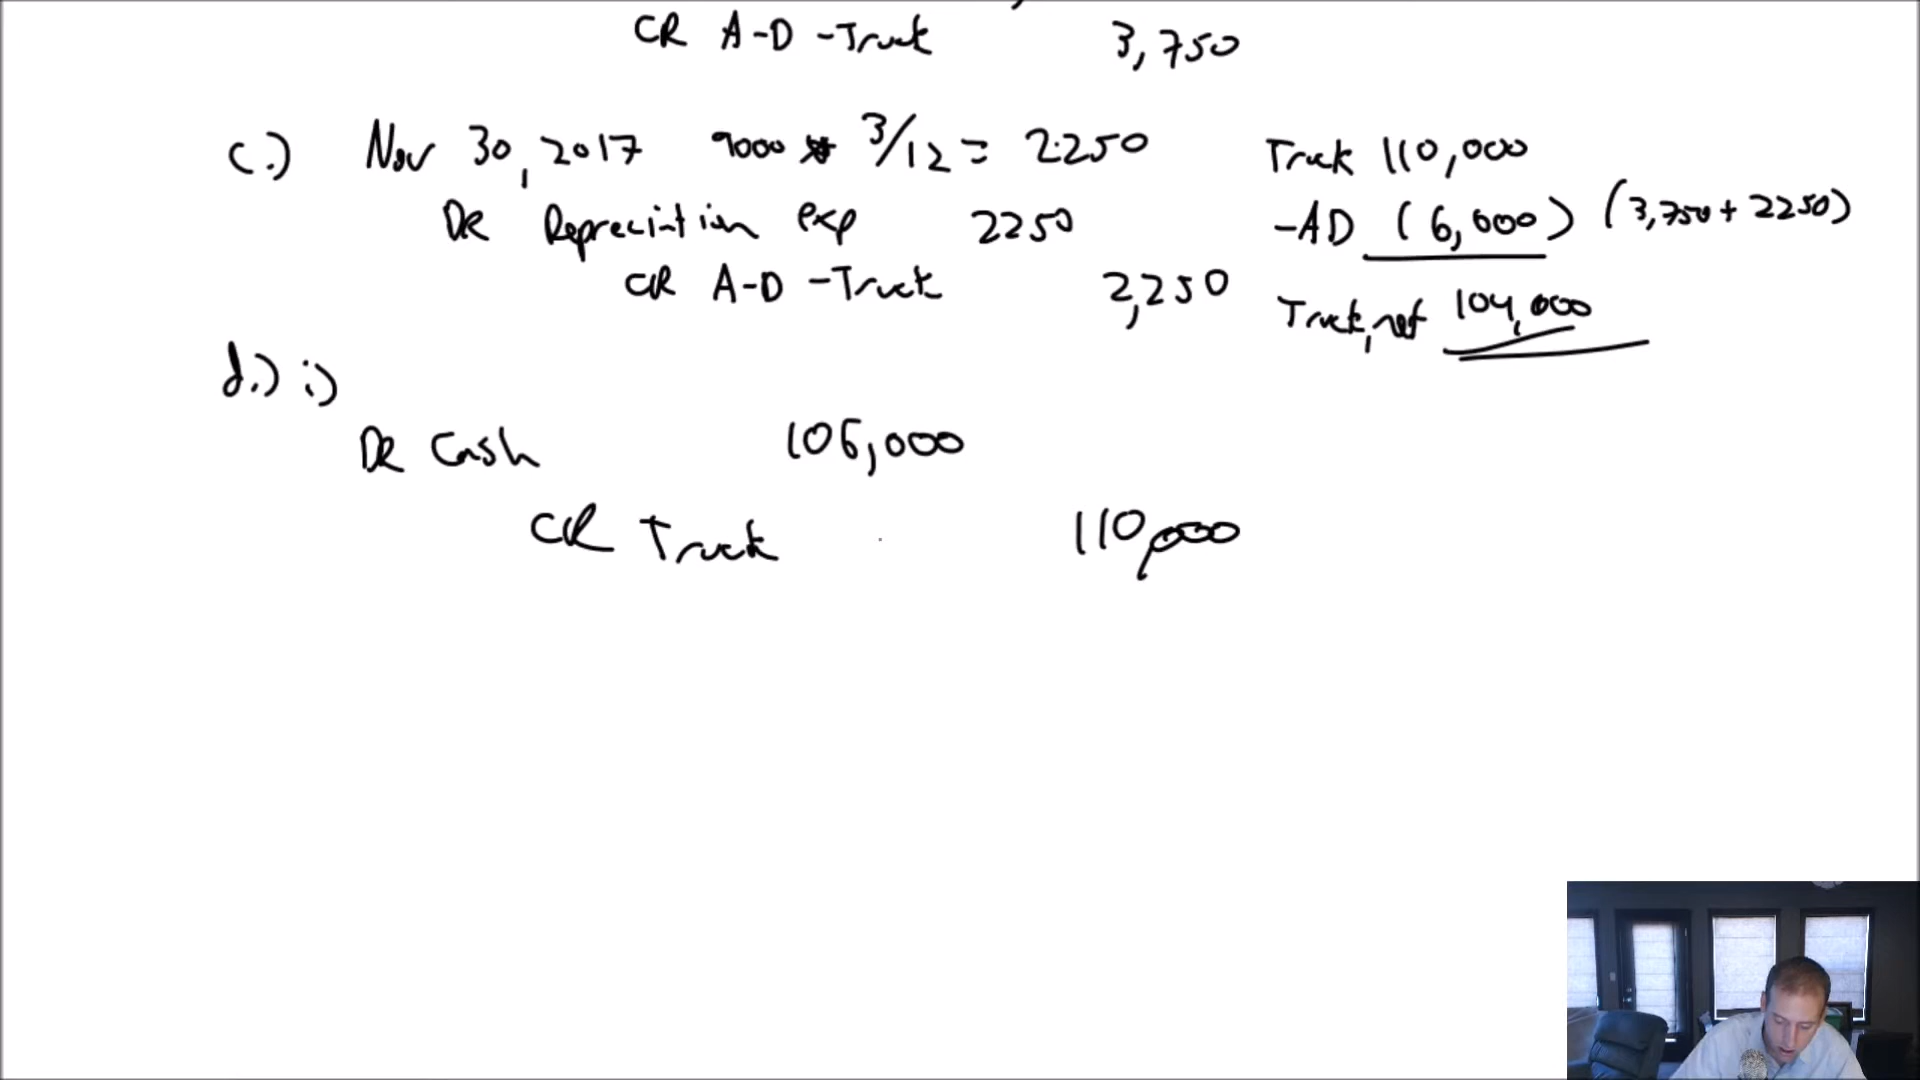 CR A-D -Truck 3,750
c.) Nov 30, 2017 9000 * 3/12 = 2250 Truck 110,000
DR Depreciation exp 2250 -AD (6,000) (3,750 + 2250)
CR A-D -Truck 2,250
Truck, net 104,000
d.) i)
DR Cash 106,000
CR Truck 110,000